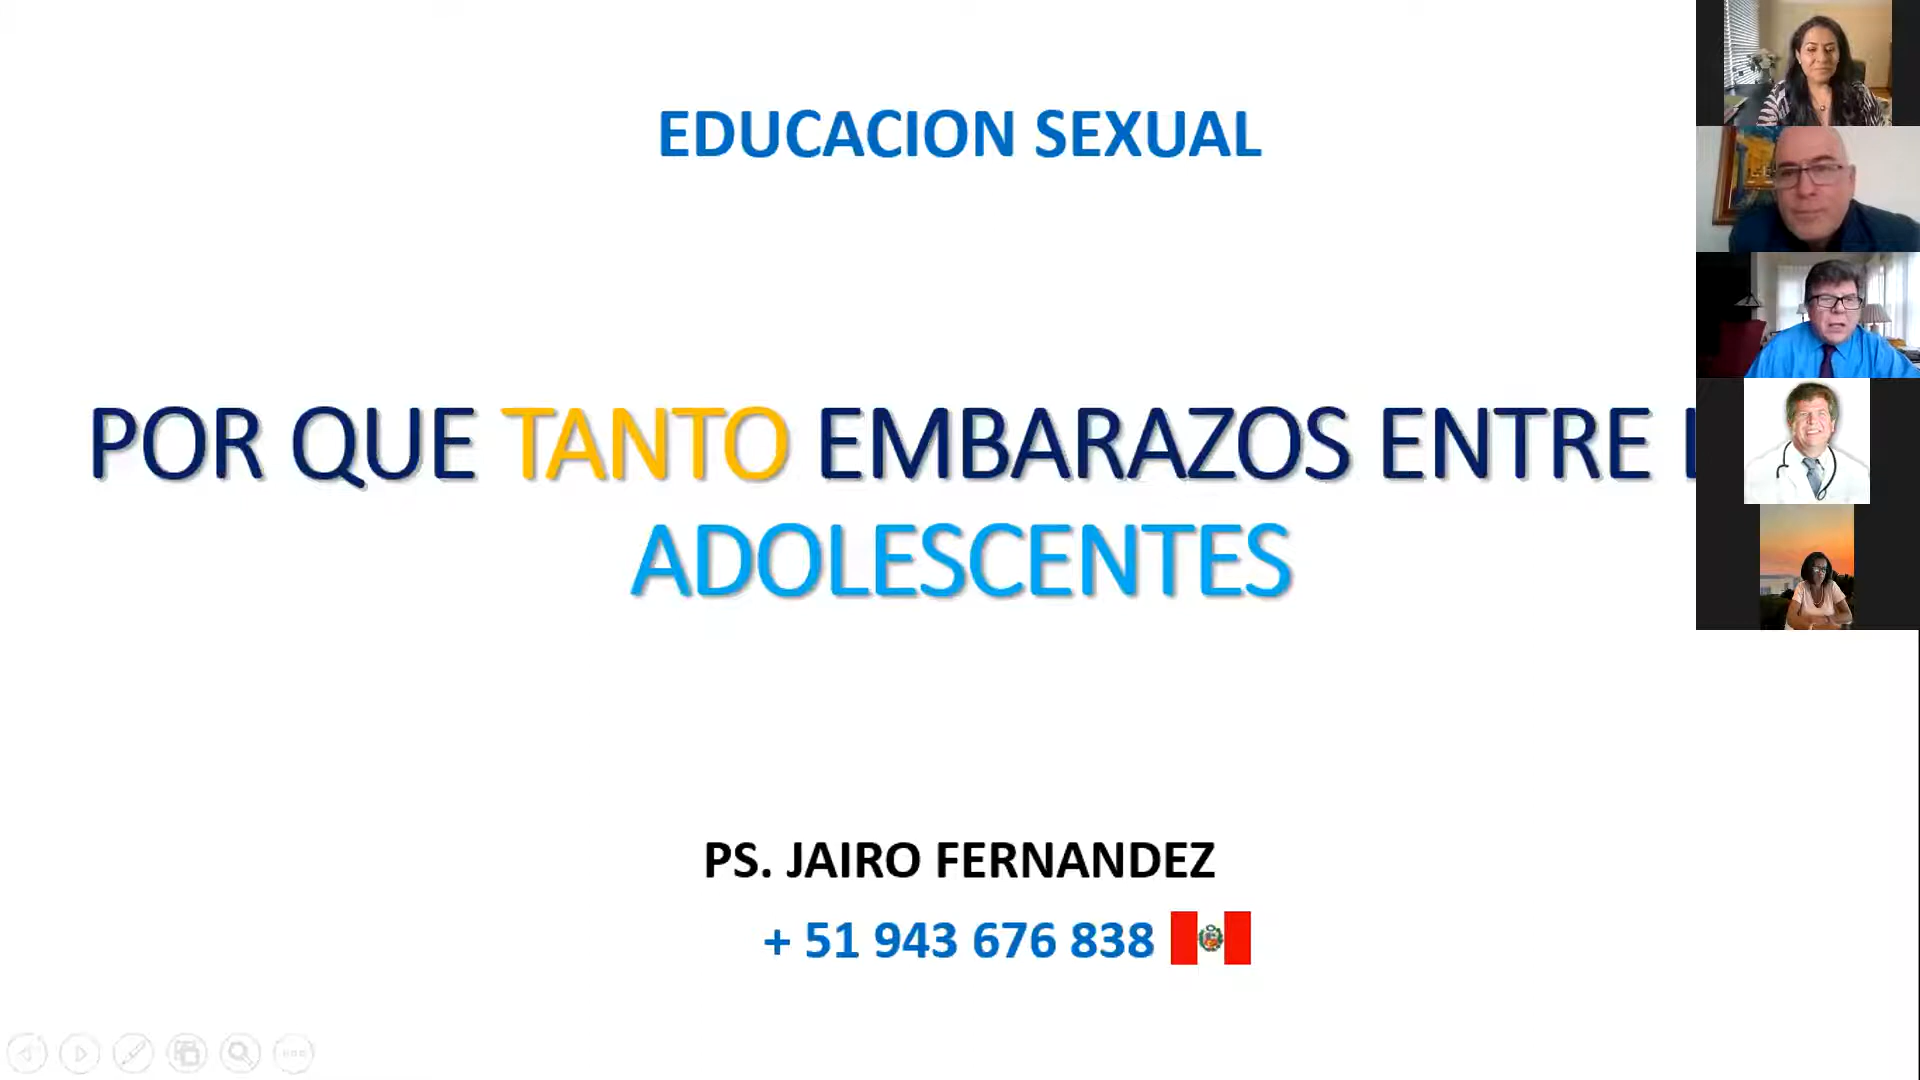 EDUCACION SEXUAL
POR QUE TANTO EMBARAZOS ENTRE
ADOLESCENTES
PS. JAIRO FERNANDEZ
+ 51 943 676 838